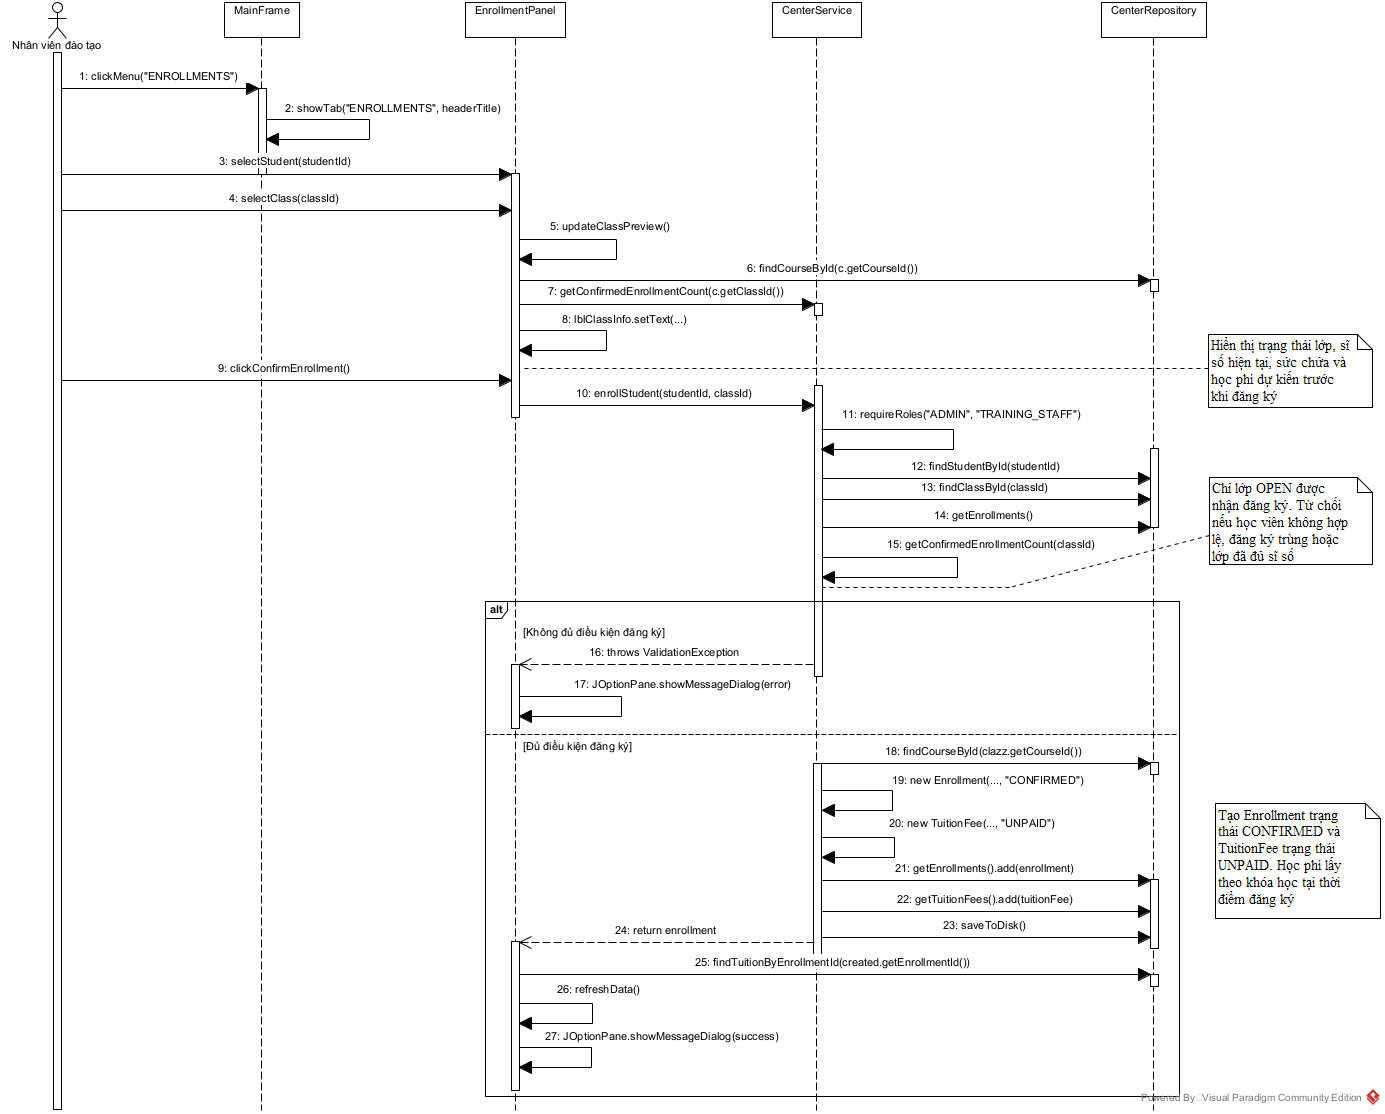 MainFrame
EnrollmentPanel
CenterService
CenterRepository
Nhân viên đào tạo
1: clickMenu("ENROLLMENTS")
2: showTab("ENROLLMENTS", headerTitle)
3: selectStudent(studentId)
4: selectClass(classId)
5: updateClassPreview()
6: findCourseById(c.getCourseId())
7: getConfirmedEnrollmentCount(c.getClassId())
8: lblClassInfo.setText(...)
Hiển thị trạng thái lớp, sĩ
số hiện tại, sức chứa và
học phí dự kiến trước
khi đăng ký
9: clickConfirmEnrollment()
10: enrollStudent(studentId, classId)
11: requireRoles("ADMIN", "TRAINING_STAFF")
12: findStudentById(studentId)
13: findClassById(classId)
14: getEnrollments()
Chỉ lớp OPEN được
nhận đăng ký. Từ chối
nếu học viên không hợp
lệ, đăng ký trùng hoặc
lớp đã đủ sĩ số
15: getConfirmedEnrollmentCount(classId)
alt
[Không đủ điều kiện đăng ký]
16: throws ValidationException
17: JOptionPane.showMessageDialog(error)
[Đủ điều kiện đăng ký]
18: findCourseById(clazz.getCourseId())
19: new Enrollment(..., "CONFIRMED")
20: new TuitionFee(..., "UNPAID")
Tạo Enrollment trạng
thái CONFIRMED và
TuitionFee trạng thái
UNPAID. Học phí lấy
theo khóa học tại thời
điểm đăng ký
21: getEnrollments().add(enrollment)
22: getTuitionFees().add(tuitionFee)
23: saveToDisk()
24: return enrollment
25: findTuitionByEnrollmentId(created.getEnrollmentId())
26: refreshData()
27: JOptionPane.showMessageDialog(success)
Powered By Visual Paradigm Community Edition